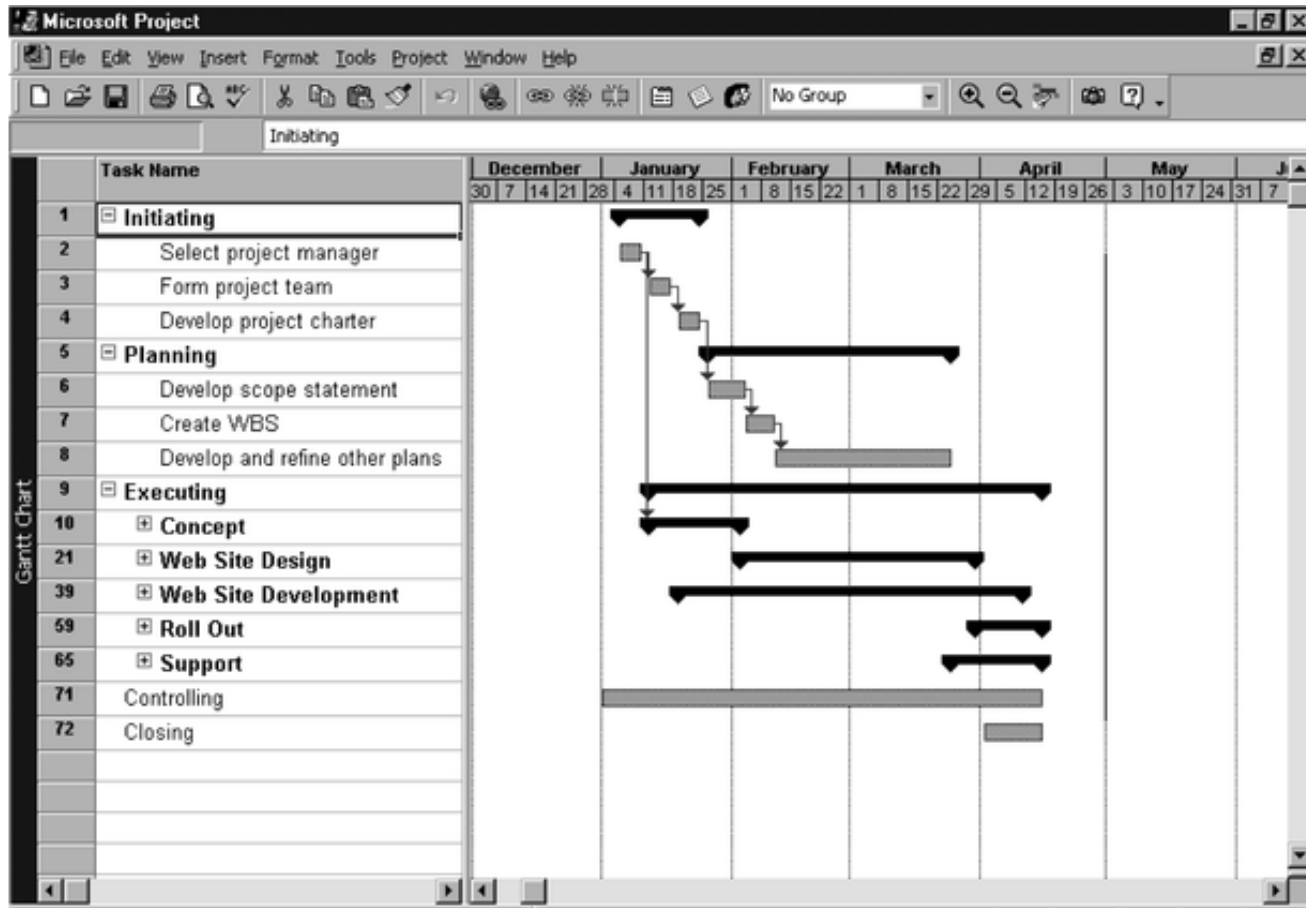 Microsoft Project
File Edit View Insert Format Tools Project Window Help
No Group
Initiating
Task Name December January February March April May
30 7 14 21 28 4 11 18 25 1 8 15 22 1 8 15 22 29 5 12 19 26 3 10 17 24 31 7
1 Initiating
2 Select project manager
3 Form project team
4 Develop project charter
5 Planning
6 Develop scope statement
7 Create WBS
8 Develop and refine other plans
9 Executing
10 Concept
21 Web Site Design
39 Web Site Development
59 Roll Out
65 Support
71 Controlling
72 Closing
Gantt Chart